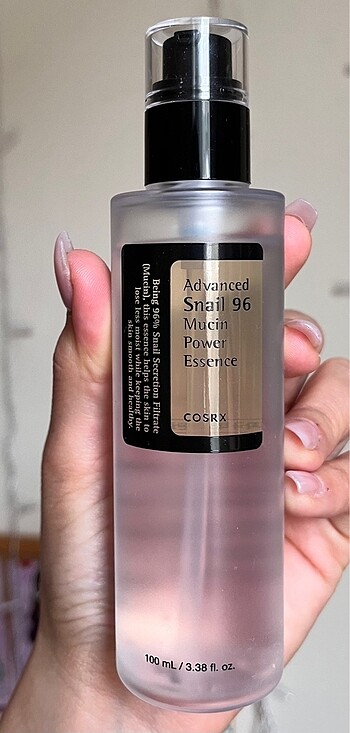 Advanced
Snail 96
Mucin
Power
Essence
COSRX
Being 96% Snail Secretion Filtrate
(Mucin), this essence helps the skin to
lose less moist while keeping the
skin smooth and healthy.
100 mL / 3.38 fl. oz.